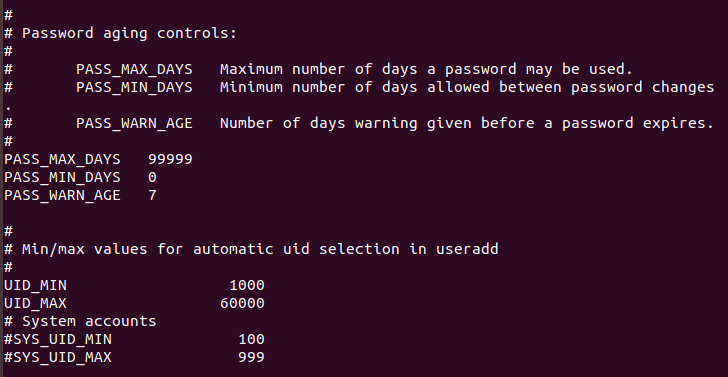 #
# Password aging controls:
#
#       PASS_MAX_DAYS   Maximum number of days a password may be used.
#       PASS_MIN_DAYS   Minimum number of days allowed between password changes
.
#       PASS_WARN_AGE   Number of days warning given before a password expires.
#
PASS_MAX_DAYS   99999
PASS_MIN_DAYS   0
PASS_WARN_AGE   7

#
# Min/max values for automatic uid selection in useradd
#
UID_MIN                  1000
UID_MAX                 60000
# System accounts
#SYS_UID_MIN              100
#SYS_UID_MAX              999